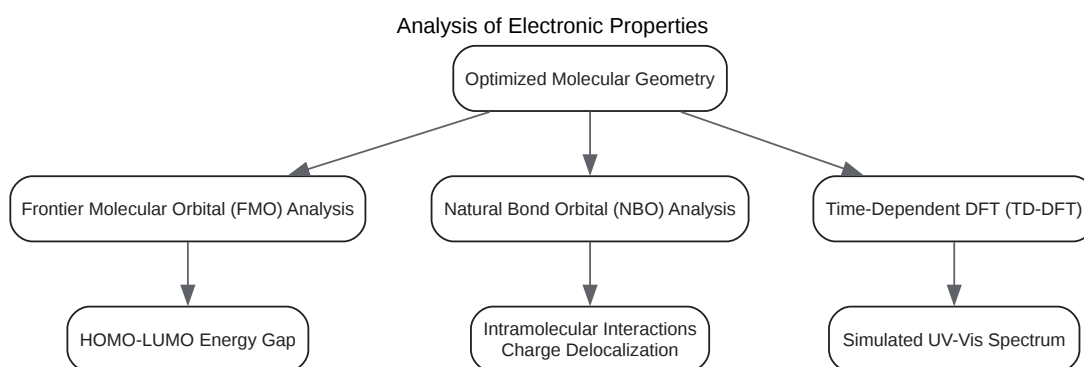 Analysis of Electronic Properties
Optimized Molecular Geometry
Frontier Molecular Orbital (FMO) Analysis
Natural Bond Orbital (NBO) Analysis
Time-Dependent DFT (TD-DFT)
HOMO-LUMO Energy Gap
Intramolecular Interactions
Charge Delocalization
Simulated UV-Vis Spectrum